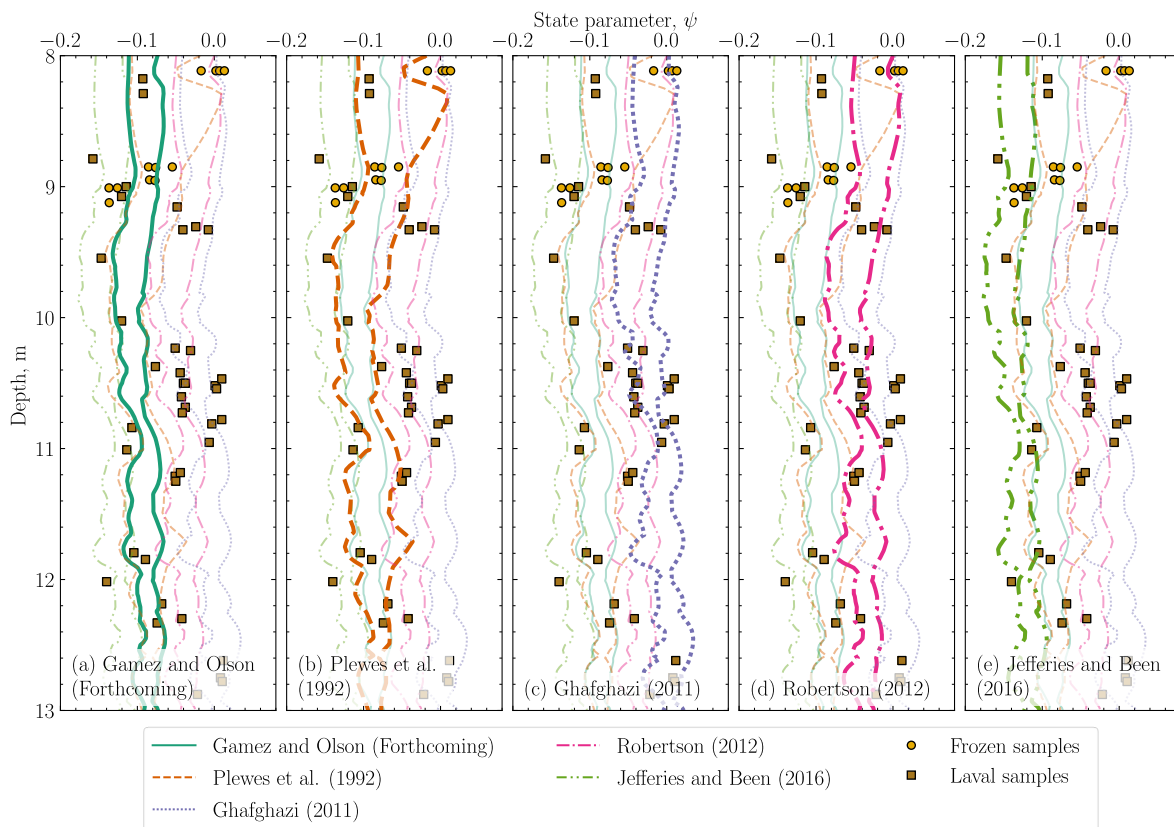 State parameter, ψ
−0.2 −0.1 0.0 −0.2 −0.1 0.0 −0.2 −0.1 0.0 −0.2 −0.1 0.0 −0.2 −0.1 0.0
8
9
10
11
12
13
Depth, m
(a) Gamez and Olson
(Forthcoming)
(b) Plewes et al.
(1992)
(c) Ghafghazi (2011)
(d) Robertson (2012)
(e) Jefferies and Been
(2016)
Gamez and Olson (Forthcoming)
Plewes et al. (1992)
Ghafghazi (2011)
Robertson (2012)
Jefferies and Been (2016)
Frozen samples
Laval samples